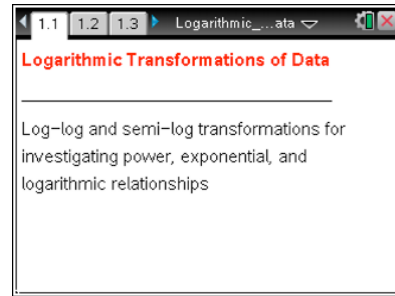 1.1 1.2 1.3 Logarithmic_...ata
Logarithmic Transformations of Data
Log-log and semi-log transformations for
investigating power, exponential, and
logarithmic relationships